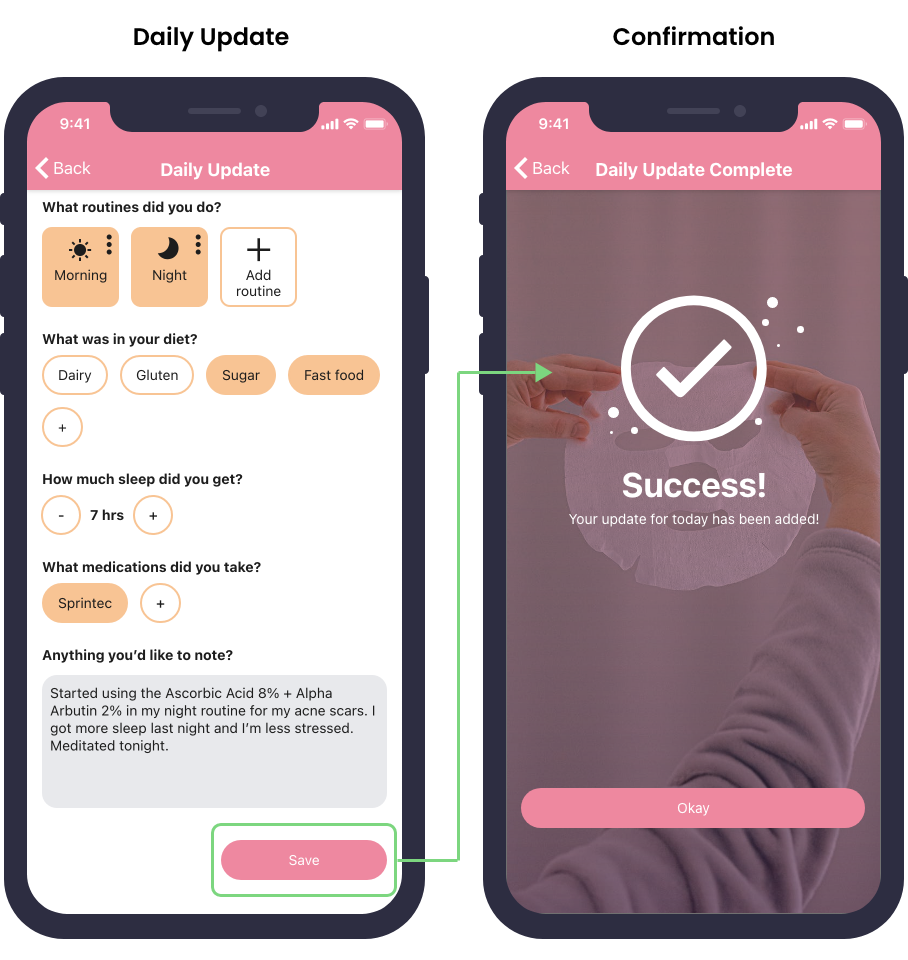 Daily Update
9:41
Back
Daily Update
What routines did you do?
Morning
Night
Add
routine
What was in your diet?
Dairy
Gluten
Sugar
Fast food
+
How much sleep did you get?
-
7 hrs
+
What medications did you take?
Sprintec
+
Anything you’d like to note?
Started using the Ascorbic Acid 8% + Alpha
Arbutin 2% in my night routine for my acne scars. I
got more sleep last night and I’m less stressed.
Meditated tonight.
Save
Confirmation
9:41
Back
Daily Update Complete
Success!
Your update for today has been added!
Okay